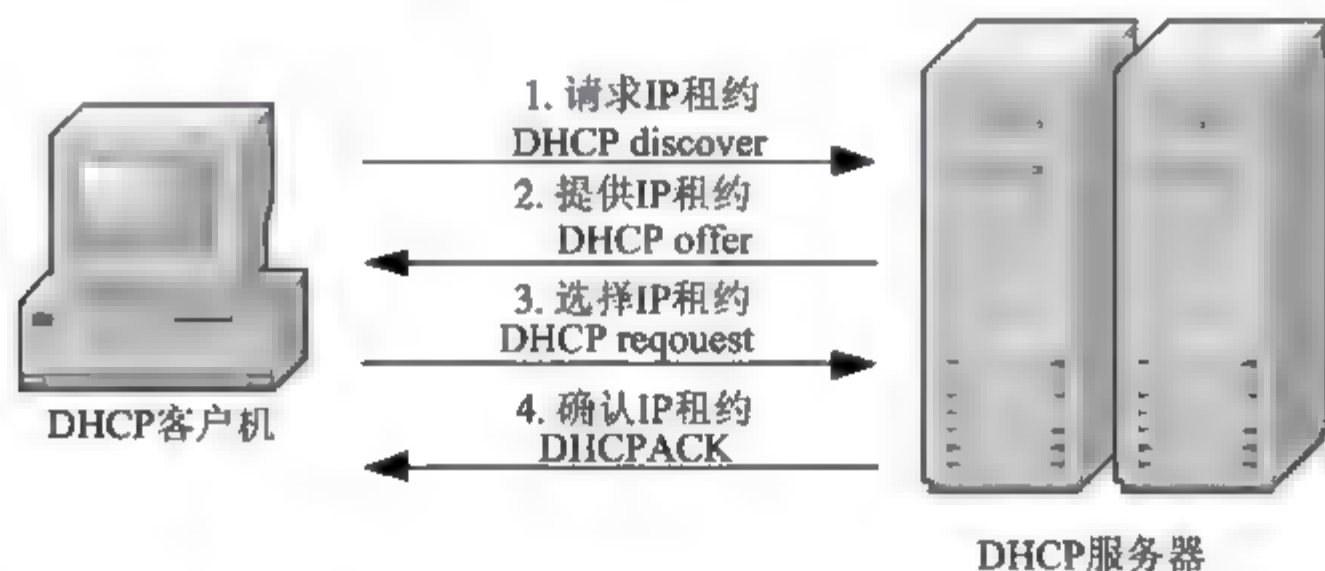 1. 请求IP租约
DHCP discover
2. 提供IP租约
DHCP offer
3. 选择IP租约
DHCP reqouest
4. 确认IP租约
DHCPACK
DHCP客户机
DHCP服务器